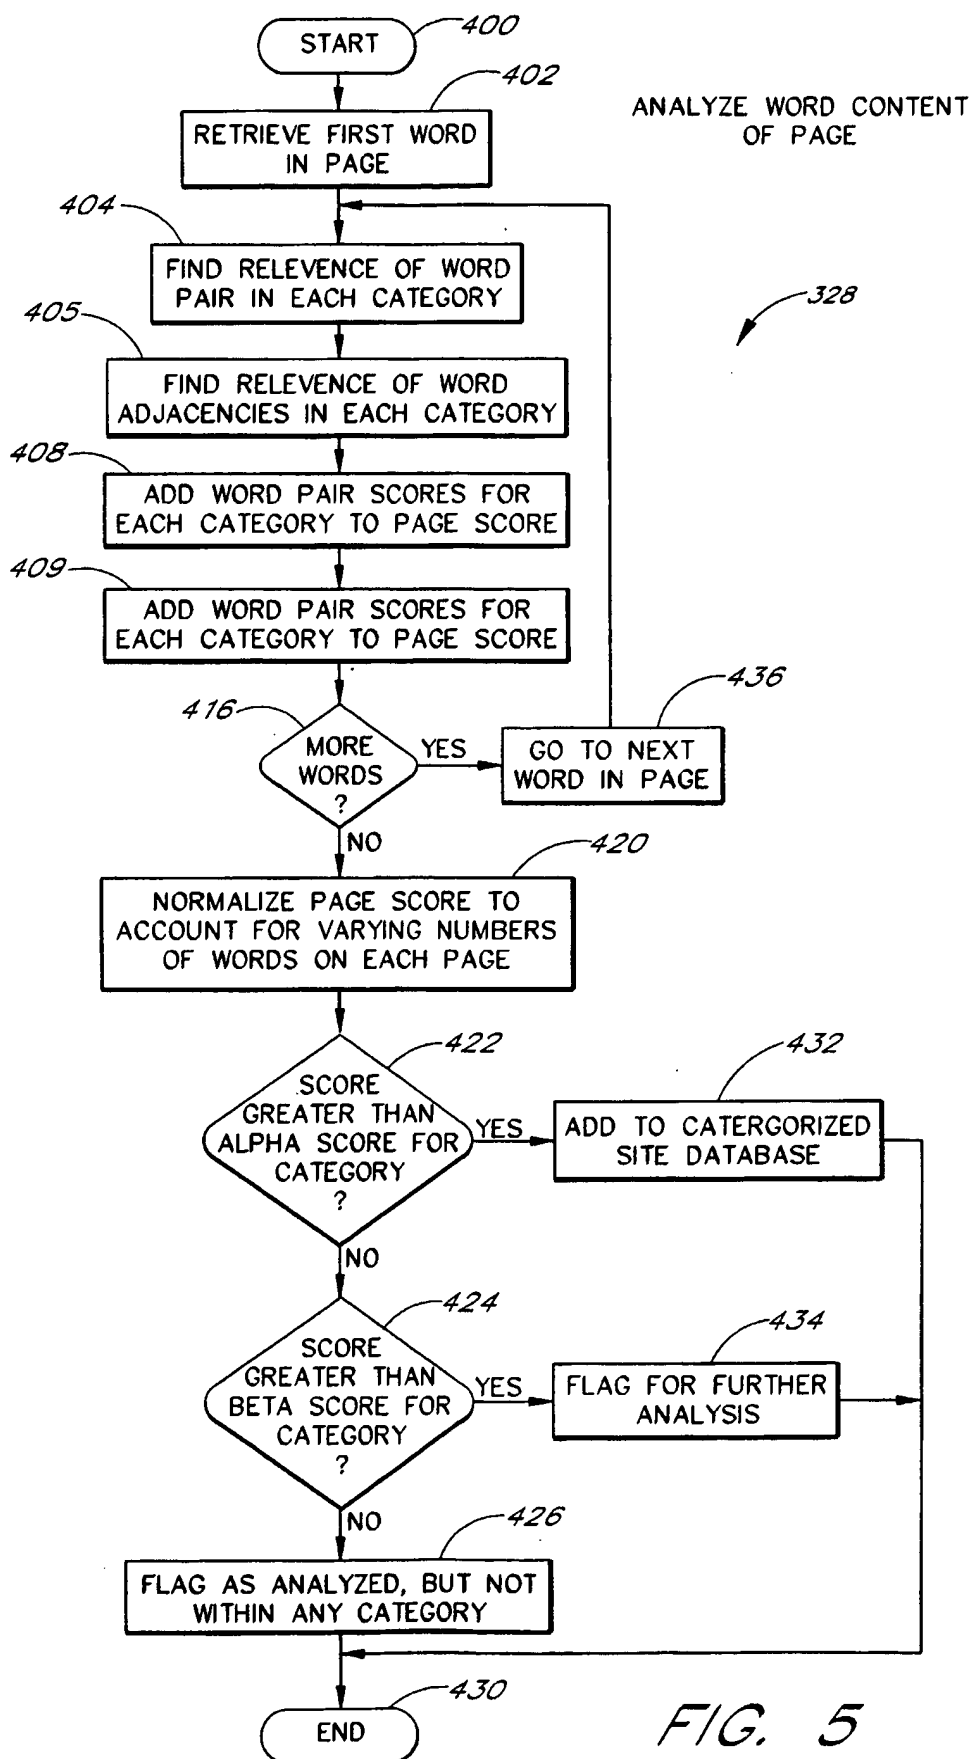 START
400
402
RETRIEVE FIRST WORD
IN PAGE
ANALYZE WORD CONTENT
OF PAGE
404
FIND RELEVENCE OF WORD
PAIR IN EACH CATEGORY
328
405
FIND RELEVENCE OF WORD
ADJACENCIES IN EACH CATEGORY
408
ADD WORD PAIR SCORES FOR
EACH CATEGORY TO PAGE SCORE
409
ADD WORD PAIR SCORES FOR
EACH CATEGORY TO PAGE SCORE
416
MORE
WORDS
?
YES
436
GO TO NEXT
WORD IN PAGE
NO
420
NORMALIZE PAGE SCORE TO
ACCOUNT FOR VARYING NUMBERS
OF WORDS ON EACH PAGE
422
SCORE
GREATER THAN
ALPHA SCORE FOR
CATEGORY
?
YES
432
ADD TO CATERGORIZED
SITE DATABASE
NO
424
SCORE
GREATER THAN
BETA SCORE FOR
CATEGORY
?
YES
434
FLAG FOR FURTHER
ANALYSIS
NO
426
FLAG AS ANALYZED, BUT NOT
WITHIN ANY CATEGORY
430
END
FIG. 5